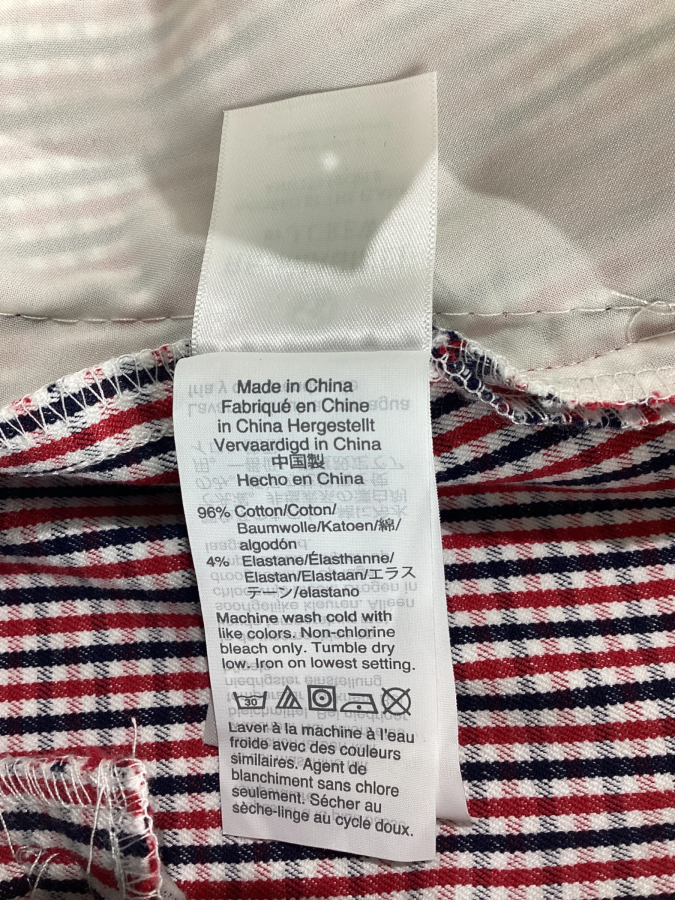 Made in China
Fabriqué en Chine
in China Hergestellt
Vervaardigd in China
中国製
Hecho en China
96% Cotton/Coton/
Baumwolle/Katoen/綿/
algodón
4% Elastane/Élasthanne/
Elastan/Elastaan/エラス
テーン/elastano
Machine wash cold with
like colors. Non-chlorine
bleach only. Tumble dry
low. Iron on lowest setting.
30
Laver à la machine à l'eau
froide avec des couleurs
similaires. Agent de
blanchiment sans chlore
seulement. Sécher au
sèche-linge au cycle doux.